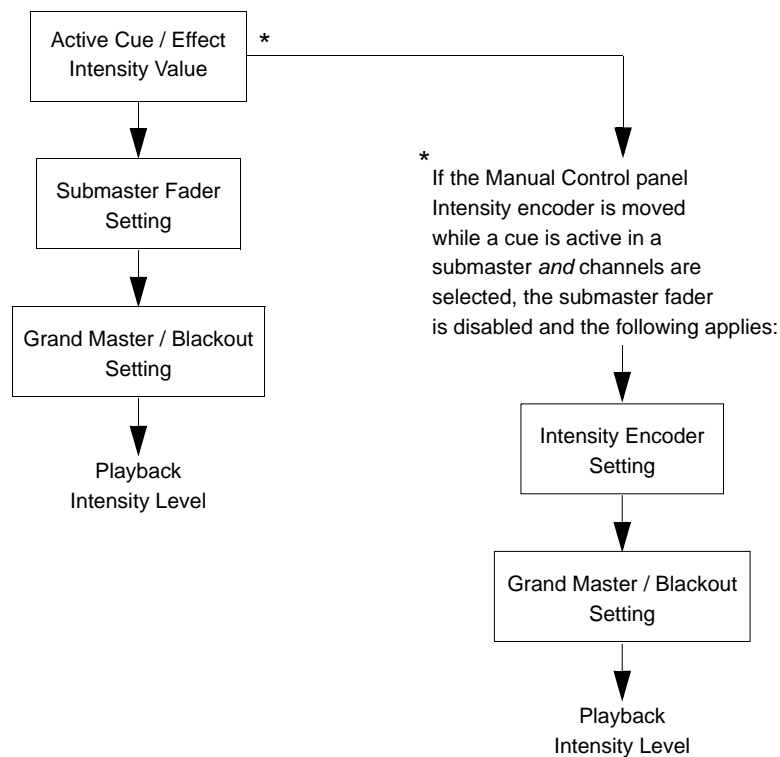 Active Cue / Effect
Intensity Value
*
Submaster Fader
Setting
Grand Master / Blackout
Setting
Playback
Intensity Level
*
If the Manual Control panel
Intensity encoder is moved
while a cue is active in a
submaster and channels are
selected, the submaster fader
is disabled and the following applies:
Intensity Encoder
Setting
Grand Master / Blackout
Setting
Playback
Intensity Level